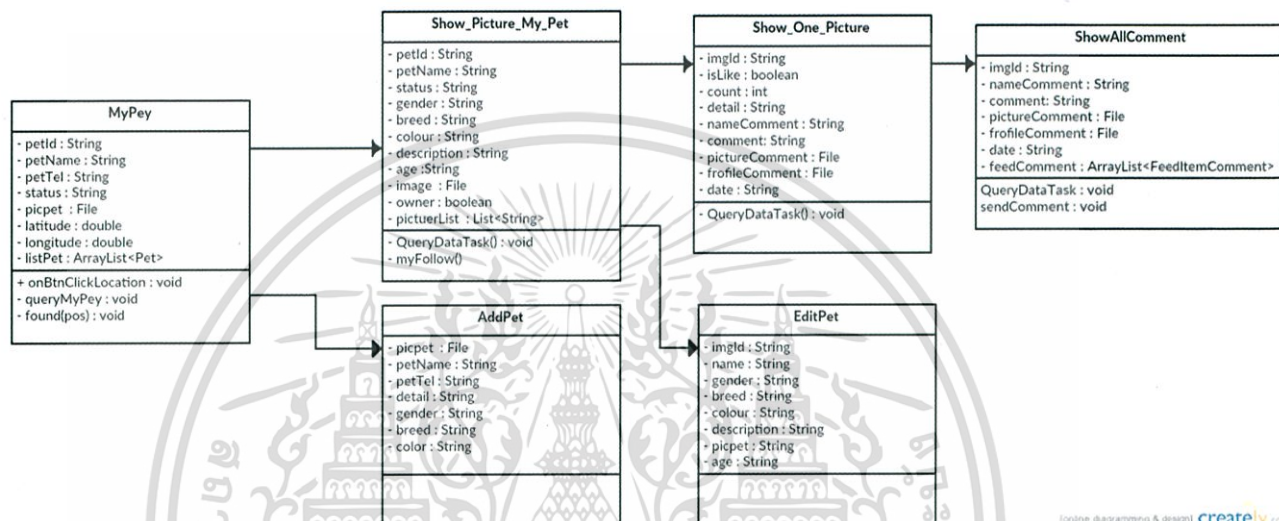 MyPey
- petId : String
- petName : String
- petTel : String
- status : String
- picpet : File
- latitude : double
- longitude : double
- listPet : ArrayList<Pet>
+ onBtnClickLocation : void
- queryMyPey : void
- found(pos) : void
Show_Picture_My_Pet
- petId : String
- petName : String
- status : String
- gender : String
- breed : String
- colour : String
- description : String
- age :String
- image : File
- owner : boolean
- pictuerList : List<String>
- QueryDataTask() : void
- myFollow()
Show_One_Picture
- imgId : String
- isLike : boolean
- count : int
- detail : String
- nameComment : String
- comment: String
- pictureComment : File
- frofileComment : File
- date : String
- QueryDataTask() : void
ShowAllComment
- imgId : String
- nameComment : String
- comment: String
- pictureComment : File
- frofileComment : File
- date : String
- feedComment : ArrayList<FeedItemComment>
QueryDataTask : void
sendComment : void
AddPet
- picpet : File
- petName : String
- petTel : String
- detail : String
- gender : String
- breed : String
- color : String
EditPet
- imgId : String
- name : String
- gender : String
- breed : String
- colour : String
- description : String
- picpet : String
- age : String
[online diagramming & design] creately